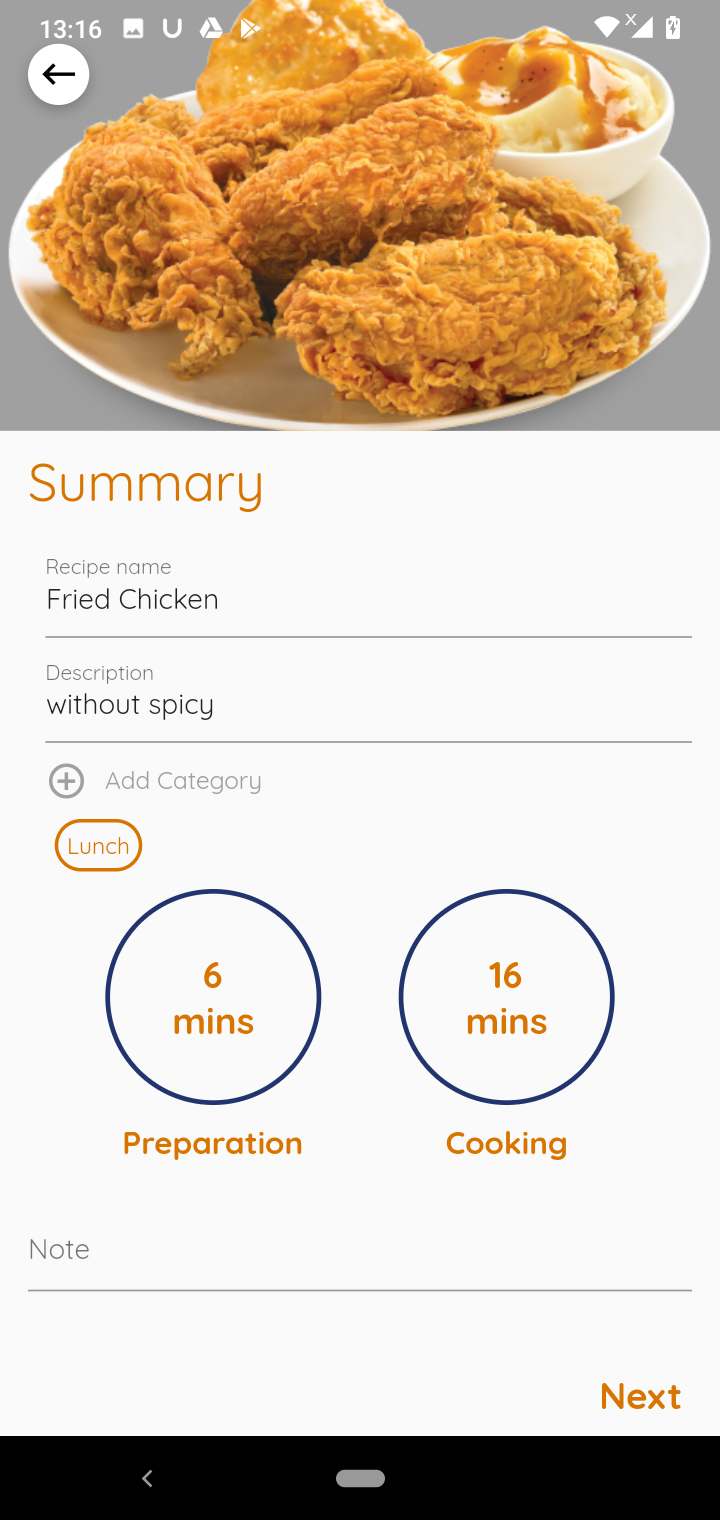 13:16
Summary
Recipe name
Fried Chicken
Description
without spicy
Add Category
Lunch
6
mins
16
mins
Preparation
Cooking
Note
Next